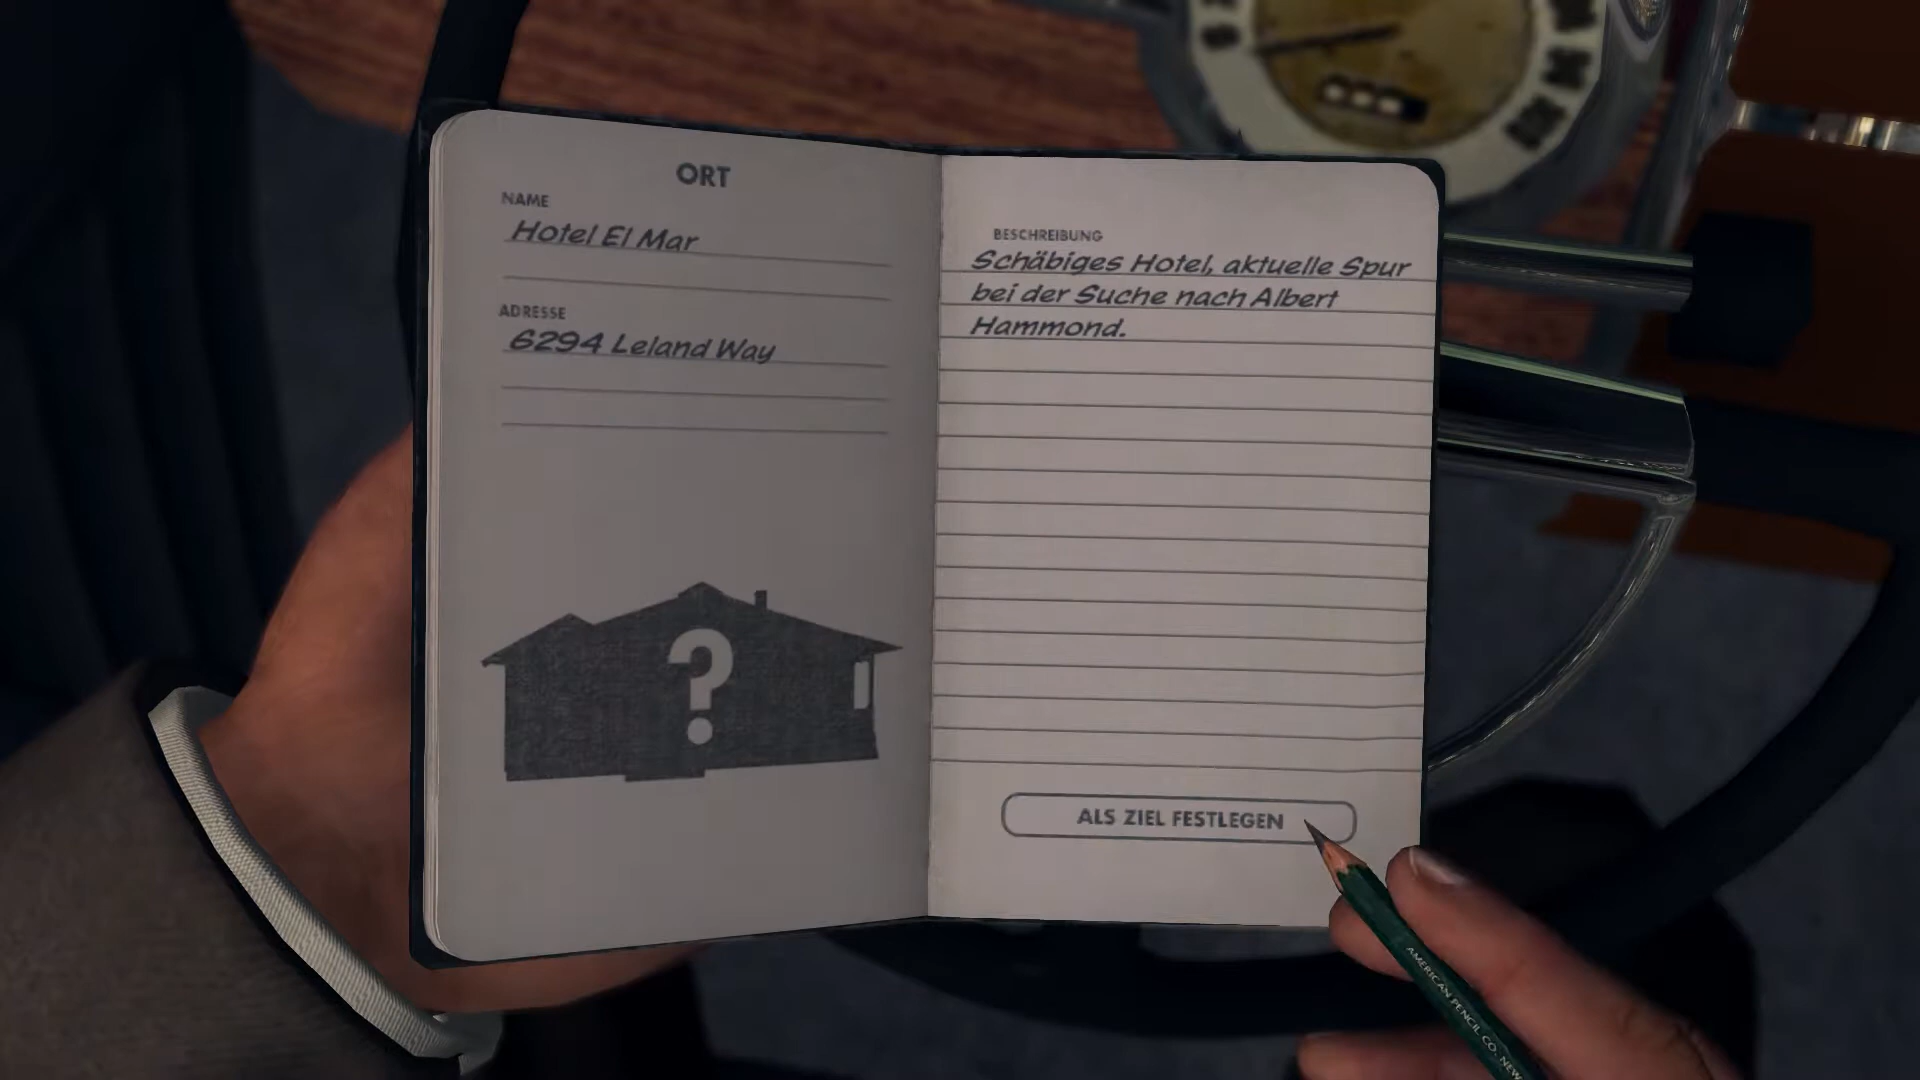 ORT
NAME
Hotel El Mar
ADRESSE
6294 Leland Way
BESCHREIBUNG
Schäbiges Hotel, aktuelle Spur
bei der Suche nach Albert
Hammond.
ALS ZIEL FESTLEGEN
AMERICAN PENCIL CO. NEW